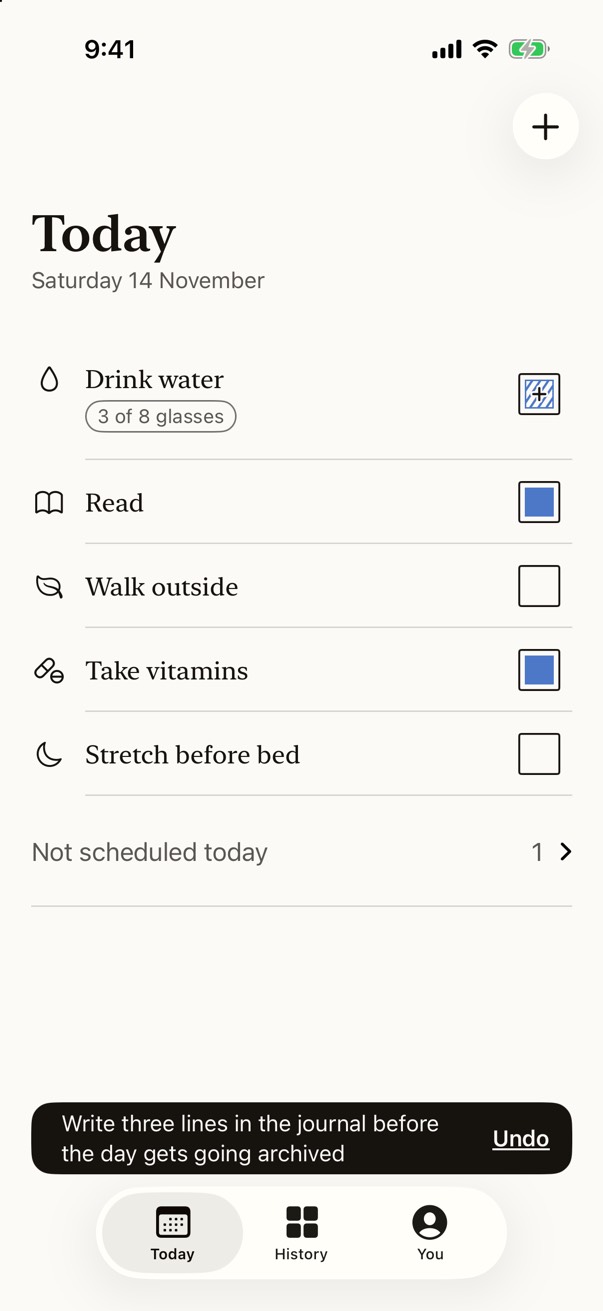 9:41
Today
Saturday 14 November
Drink water
3 of 8 glasses
Read
Walk outside
Take vitamins
Stretch before bed
Not scheduled today 1
Write three lines in the journal before
the day gets going archived
Undo
Today
History
You